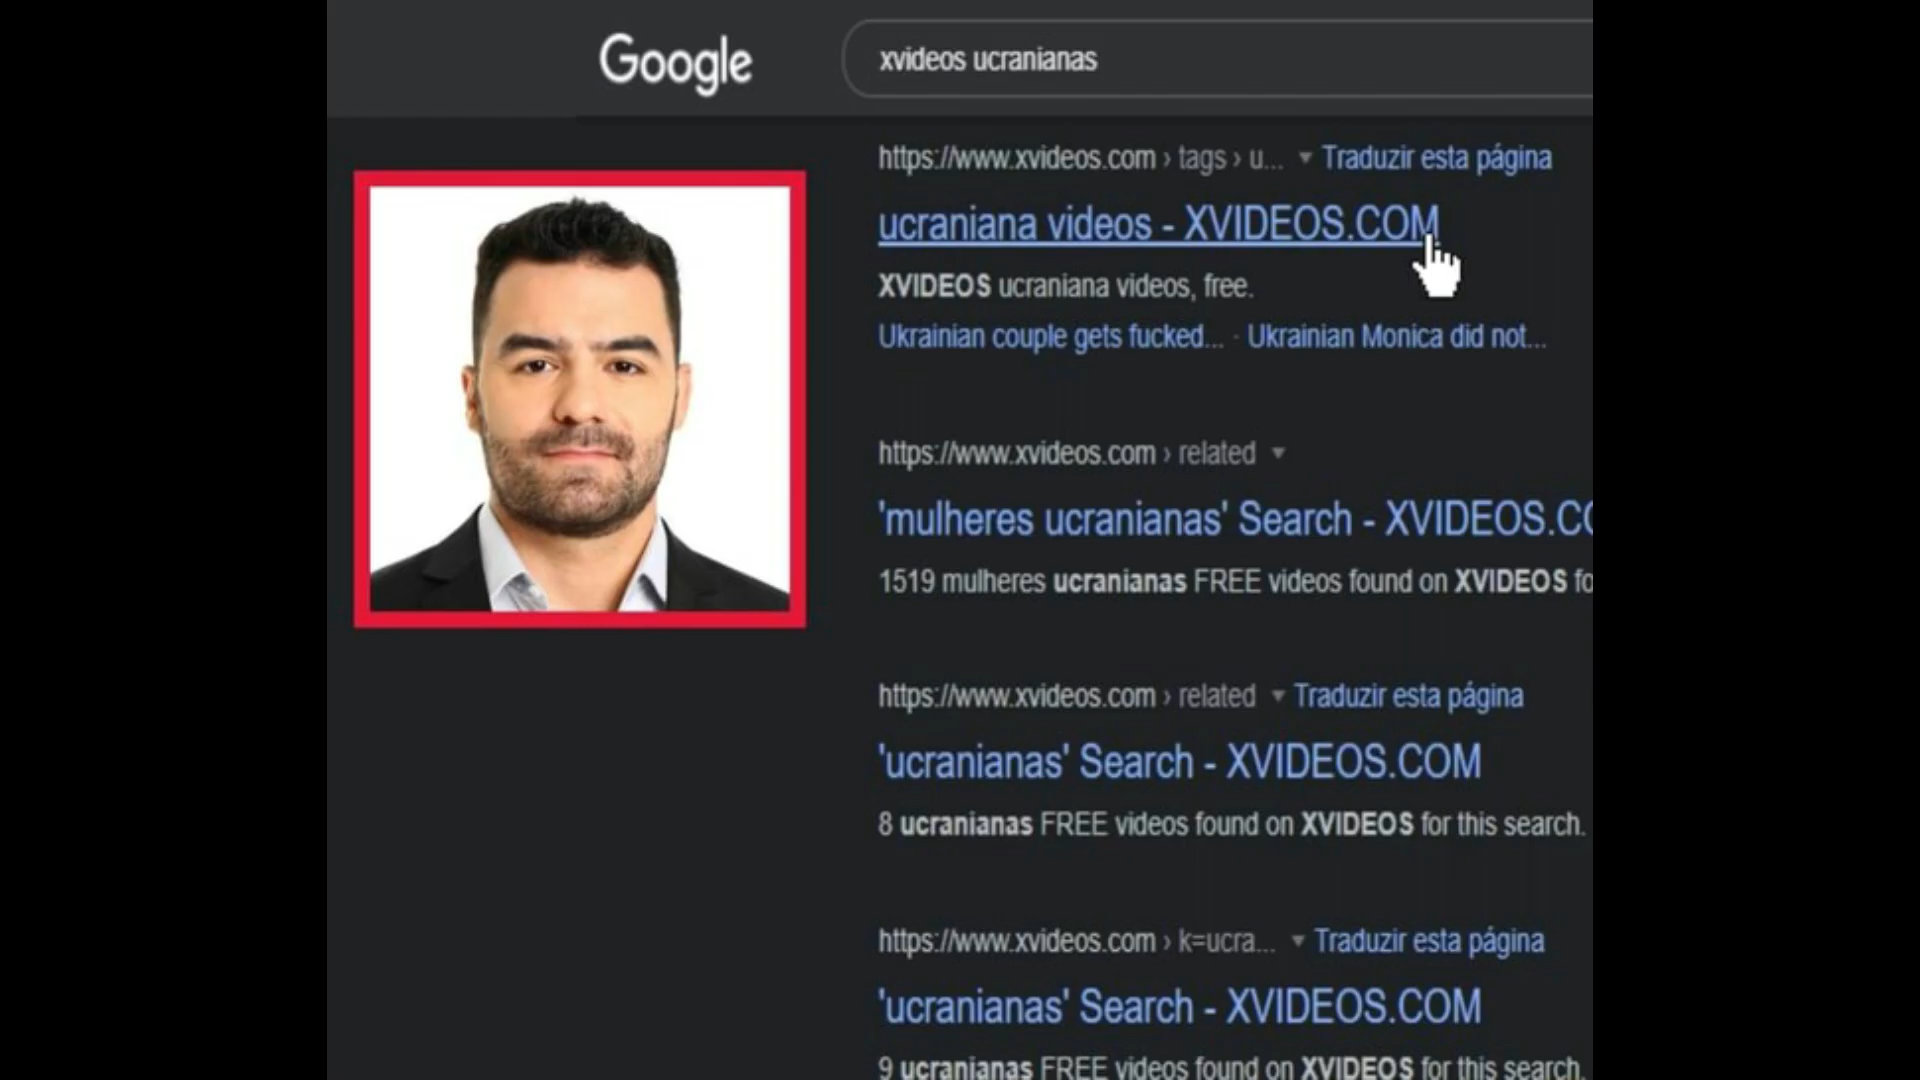 Google
xvideos ucranianas
https://www.xvideos.com › tags › u... ▼ Traduzir esta página
ucraniana videos - XVIDEOS.COM
XVIDEOS ucraniana videos, free.
Ukrainian couple gets fucked... · Ukrainian Monica did not...
https://www.xvideos.com › related ▼
'mulheres ucranianas' Search - XVIDEOS.CO
1519 mulheres ucranianas FREE videos found on XVIDEOS fo
https://www.xvideos.com › related ▼ Traduzir esta página
'ucranianas' Search - XVIDEOS.COM
8 ucranianas FREE videos found on XVIDEOS for this search.
https://www.xvideos.com › k=ucra... ▼ Traduzir esta página
'ucranianas' Search - XVIDEOS.COM
9 ucranianas FREE videos found on XVIDEOS for this search.